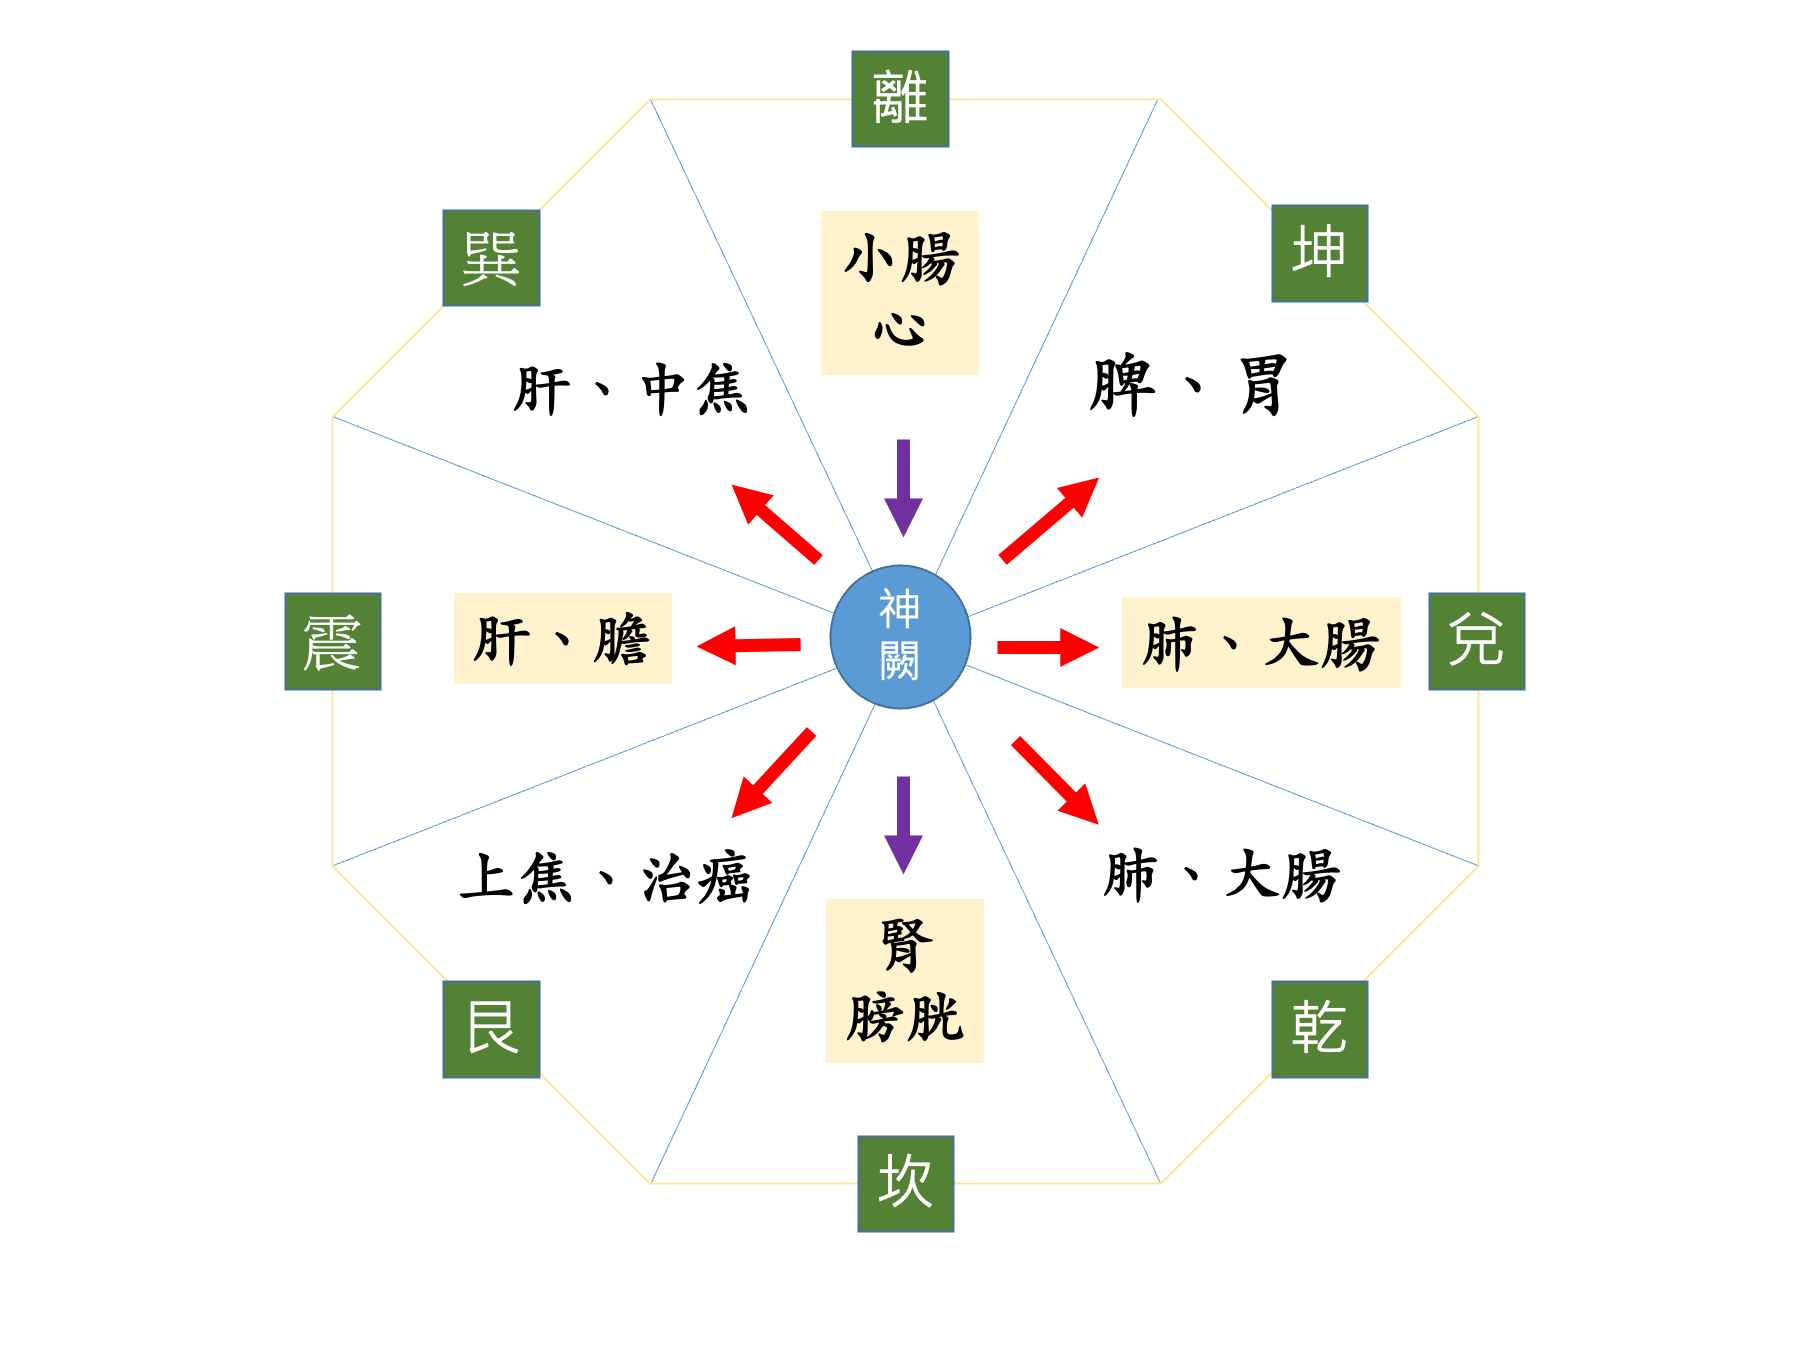 離
巽
坤
小腸
心
肝、中焦
脾、胃
神
闕
震
肝、膽
肺、大腸
兌
上焦、治癌
肺、大腸
腎
膀胱
艮
乾
坎